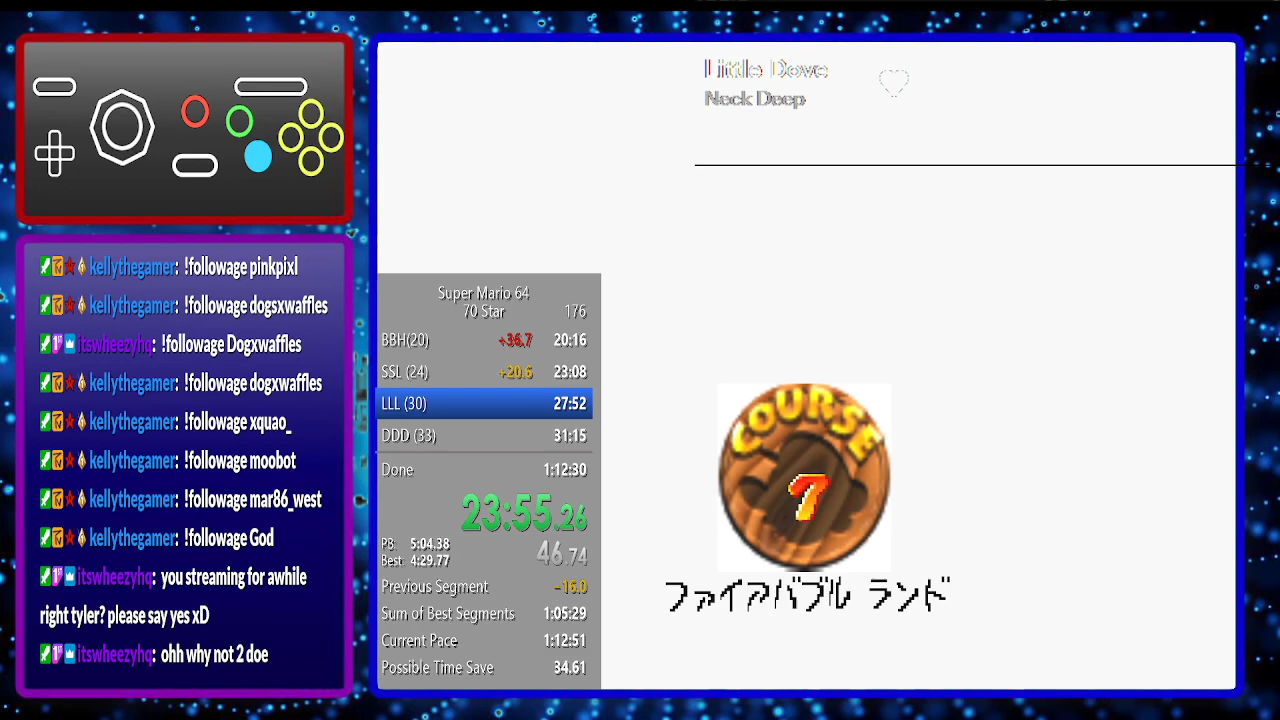 Little Dove
Neck Deep
kellythegamer: !followage pinkpixl
kellythegamer: !followage dogsxwaffles
itswheezyhq: !followage Dogxwaffles
kellythegamer: !followage dogxwaffles
kellythegamer: !followage xquao_
kellythegamer: !followage moobot
kellythegamer: !followage mar86_west
kellythegamer: !followage God
itswheezyhq: you streaming for awhile
right tyler? please say yes xD
itswheezyhq: ohh why not 2 doe
Super Mario 64
70 Star 176
BBH(20) +36.7 20:16
SSL (24) +20.6 23:08
LLL (30) 27:52
DDD (33) 31:15
Done 1:12:30
23:55.26
PB: 5:04.38 46.74
Best: 4:29.77
Previous Segment -16.0
Sum of Best Segments 1:05:29
Current Pace 1:12:51
Possible Time Save 34.61
COURSE
7
ファイアバブル ランド